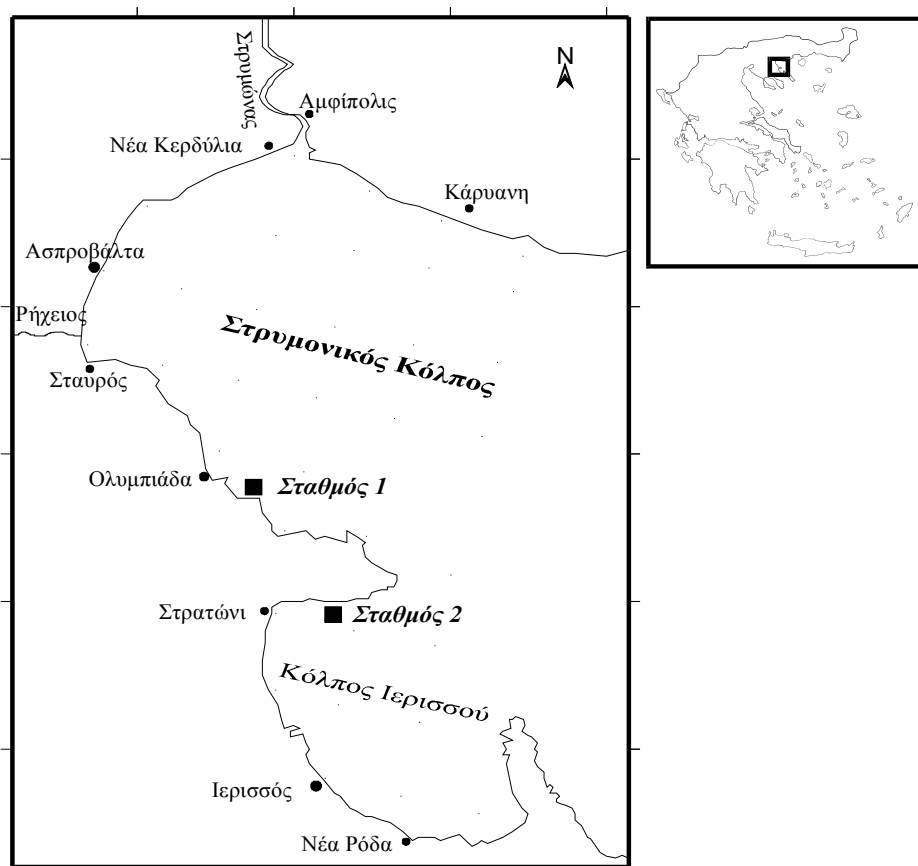 Στρυμώνας
N
Αμφίπολις
Νέα Κερδύλια
Κάρυανη
Ασπροβάλτα
Ρήχειος
Στρυμονικός Κόλπος
Σταυρός
Ολυμπιάδα
Σταθμός 1
Στρατώνι
Σταθμός 2
Κόλπος Ιερισσού
Ιερισσός
Νέα Ρόδα